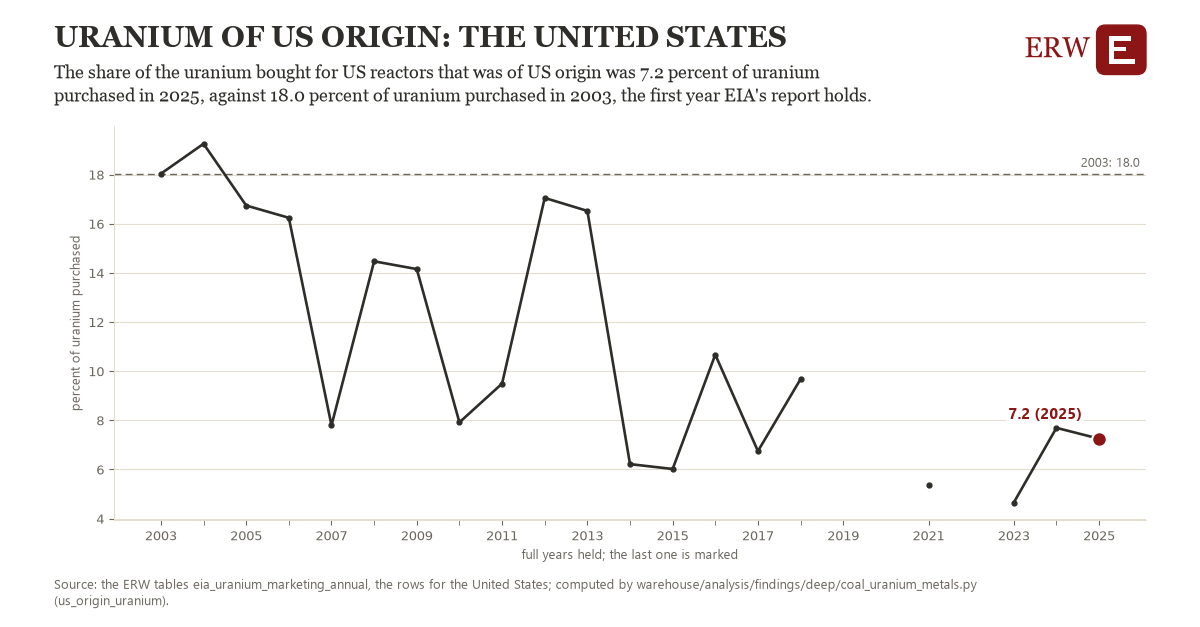 URANIUM OF US ORIGIN: THE UNITED STATES
ERW E
The share of the uranium bought for US reactors that was of US origin was 7.2 percent of uranium
purchased in 2025, against 18.0 percent of uranium purchased in 2003, the first year EIA's report holds.
2003: 18.0
18
16
14
12
10
8
6
4
percent of uranium purchased
7.2 (2025)
2003 2005 2007 2009 2011 2013 2015 2017 2019 2021 2023 2025
full years held; the last one is marked
Source: the ERW tables eia_uranium_marketing_annual, the rows for the United States; computed by warehouse/analysis/findings/deep/coal_uranium_metals.py
(us_origin_uranium).